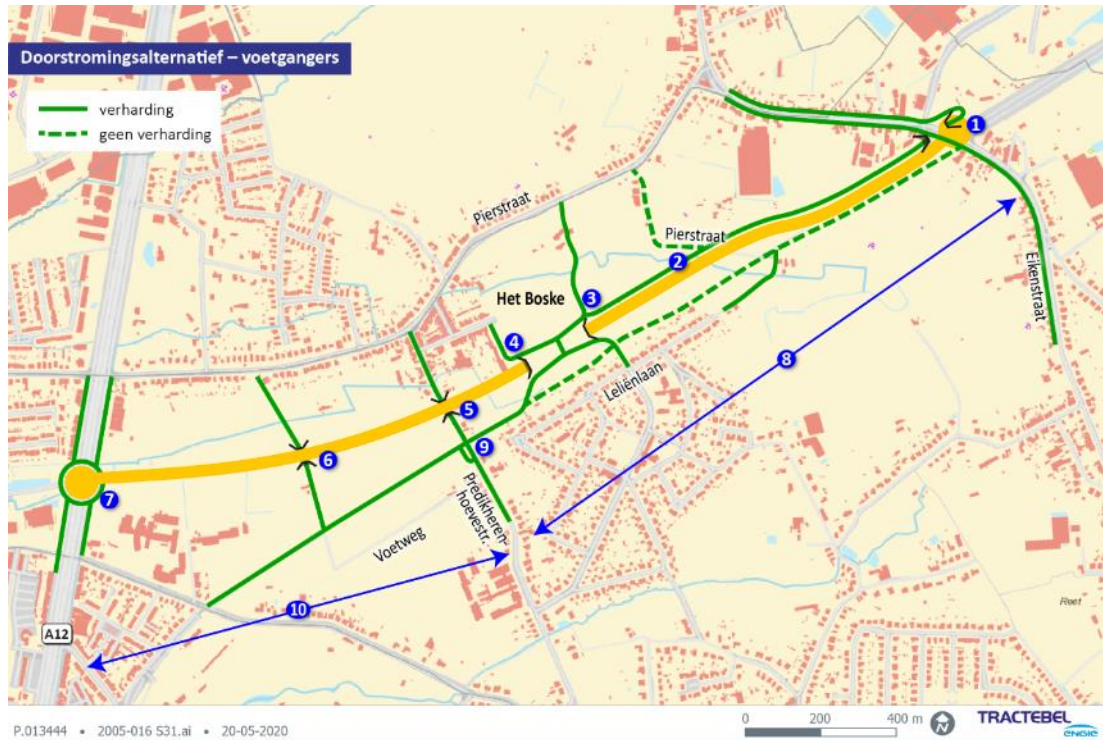 Doorstromingsalternatief – voetgangers
verharding
geen verharding
1
Pierstraat
Pierstraat
2
Eikenstraat
Het Boske
3
4
8
Leliënlaan
5
9
6
7
Predikheren-
hoevestr.
Voetweg
10
Reet
A12
P.013444 • 2005-016 S31.ai • 20-05-2020
0 200 400 m
N
TRACTEBEL
ENGIE